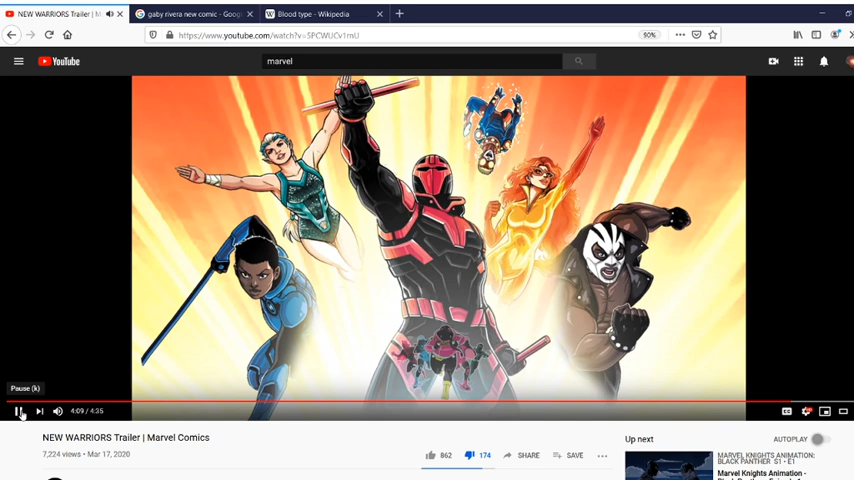 NEW WARRIORS Trailer | M
gaby rivera new comic - Goog
Blood type - Wikipedia
https://www.youtube.com/watch?v=5PCWUCv1rnU
90%
YouTube
marvel
Pause (k)
4:09 / 4:35
NEW WARRIORS Trailer | Marvel Comics
7,224 views • Mar 17, 2020
862
174
SHARE
SAVE
Up next
AUTOPLAY
MARVEL KNIGHTS ANIMATION:
BLACK PANTHER S1 • E1
Marvel Knights Animation -